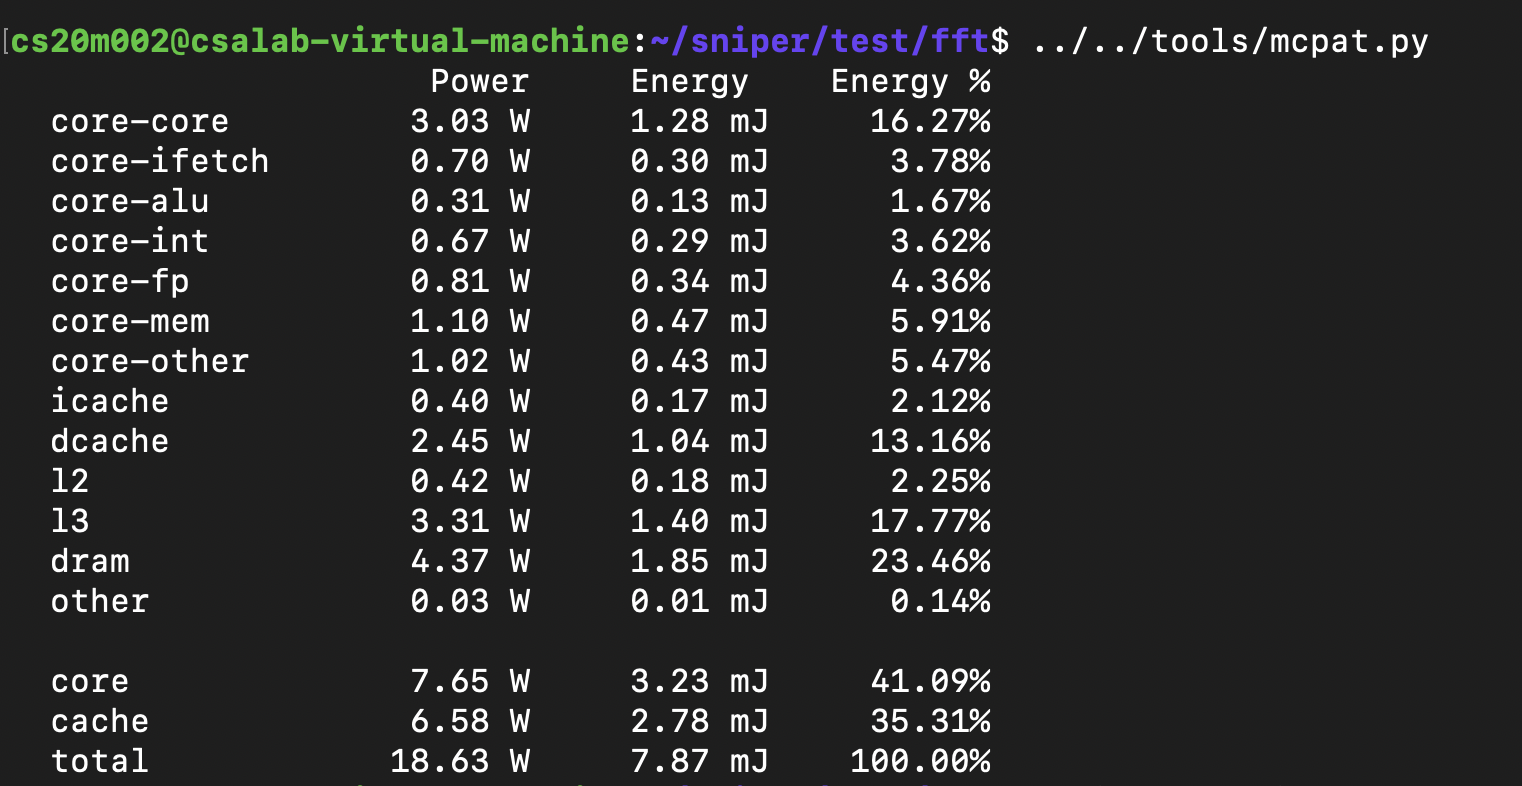 [cs20m002@csalab-virtual-machine:~/sniper/test/fft$ ../../tools/mcpat.py
Power Energy Energy %
core-core 3.03 W 1.28 mJ 16.27%
core-ifetch 0.70 W 0.30 mJ 3.78%
core-alu 0.31 W 0.13 mJ 1.67%
core-int 0.67 W 0.29 mJ 3.62%
core-fp 0.81 W 0.34 mJ 4.36%
core-mem 1.10 W 0.47 mJ 5.91%
core-other 1.02 W 0.43 mJ 5.47%
icache 0.40 W 0.17 mJ 2.12%
dcache 2.45 W 1.04 mJ 13.16%
l2 0.42 W 0.18 mJ 2.25%
l3 3.31 W 1.40 mJ 17.77%
dram 4.37 W 1.85 mJ 23.46%
other 0.03 W 0.01 mJ 0.14%
core 7.65 W 3.23 mJ 41.09%
cache 6.58 W 2.78 mJ 35.31%
total 18.63 W 7.87 mJ 100.00%